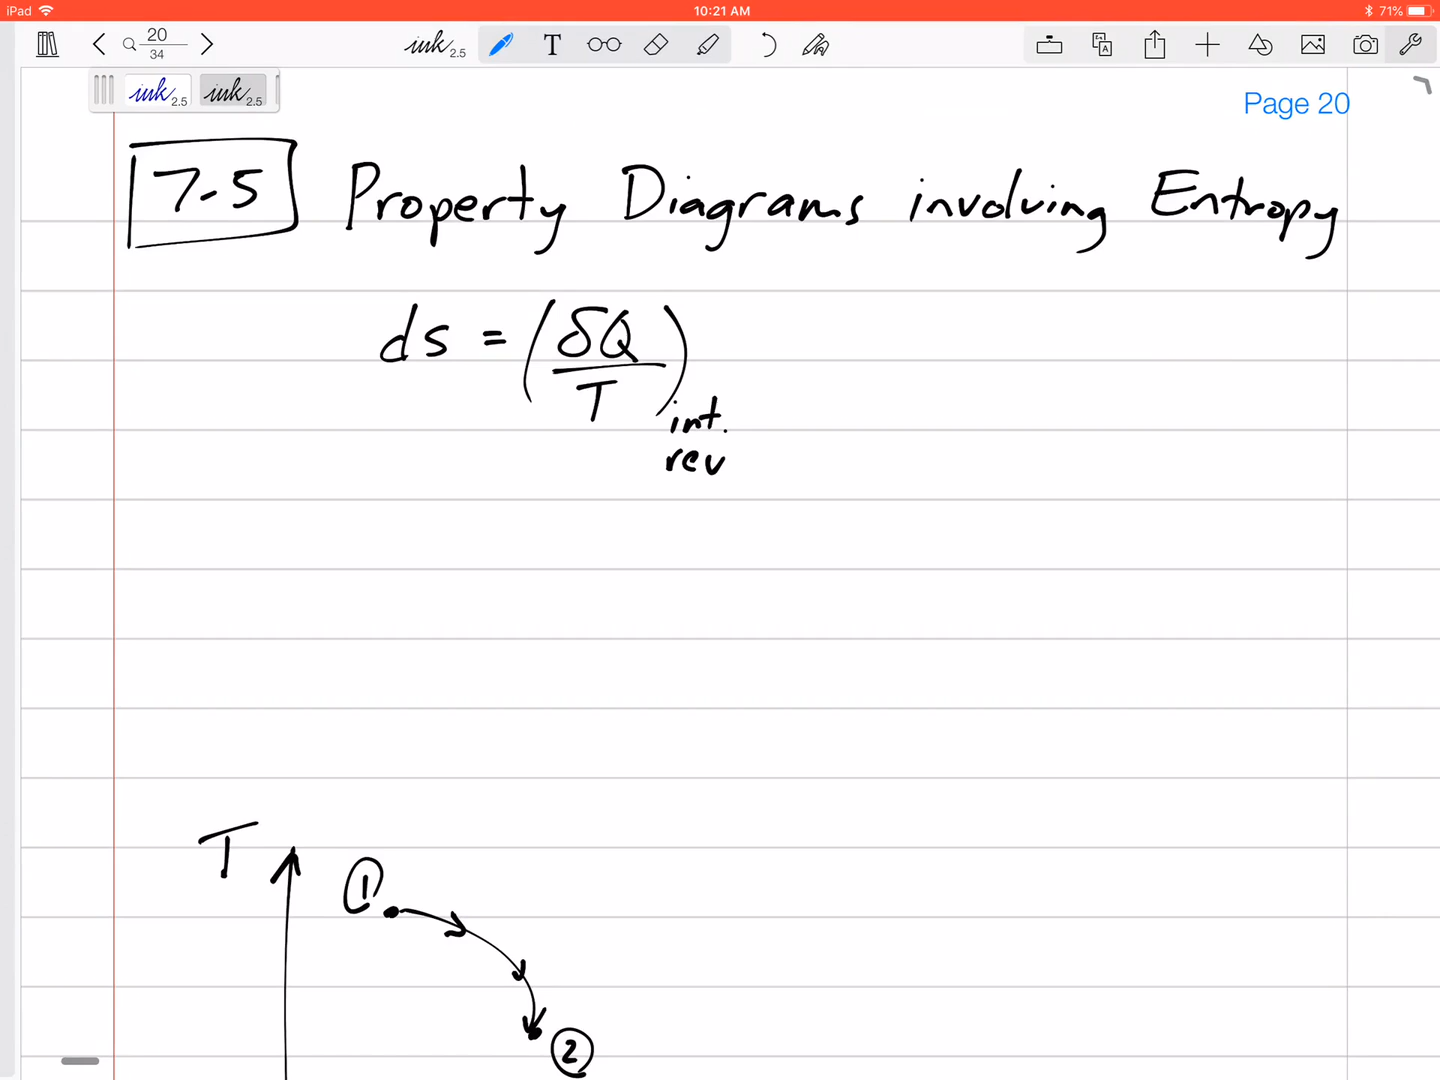 iPad 10:21 AM 71%
20
34
ink 2.5 T
ink 2.5 ink 2.5
Page 20
7-5 Property Diagrams involving Entropy
ds = (δQ/T) int. rev
T
1
2